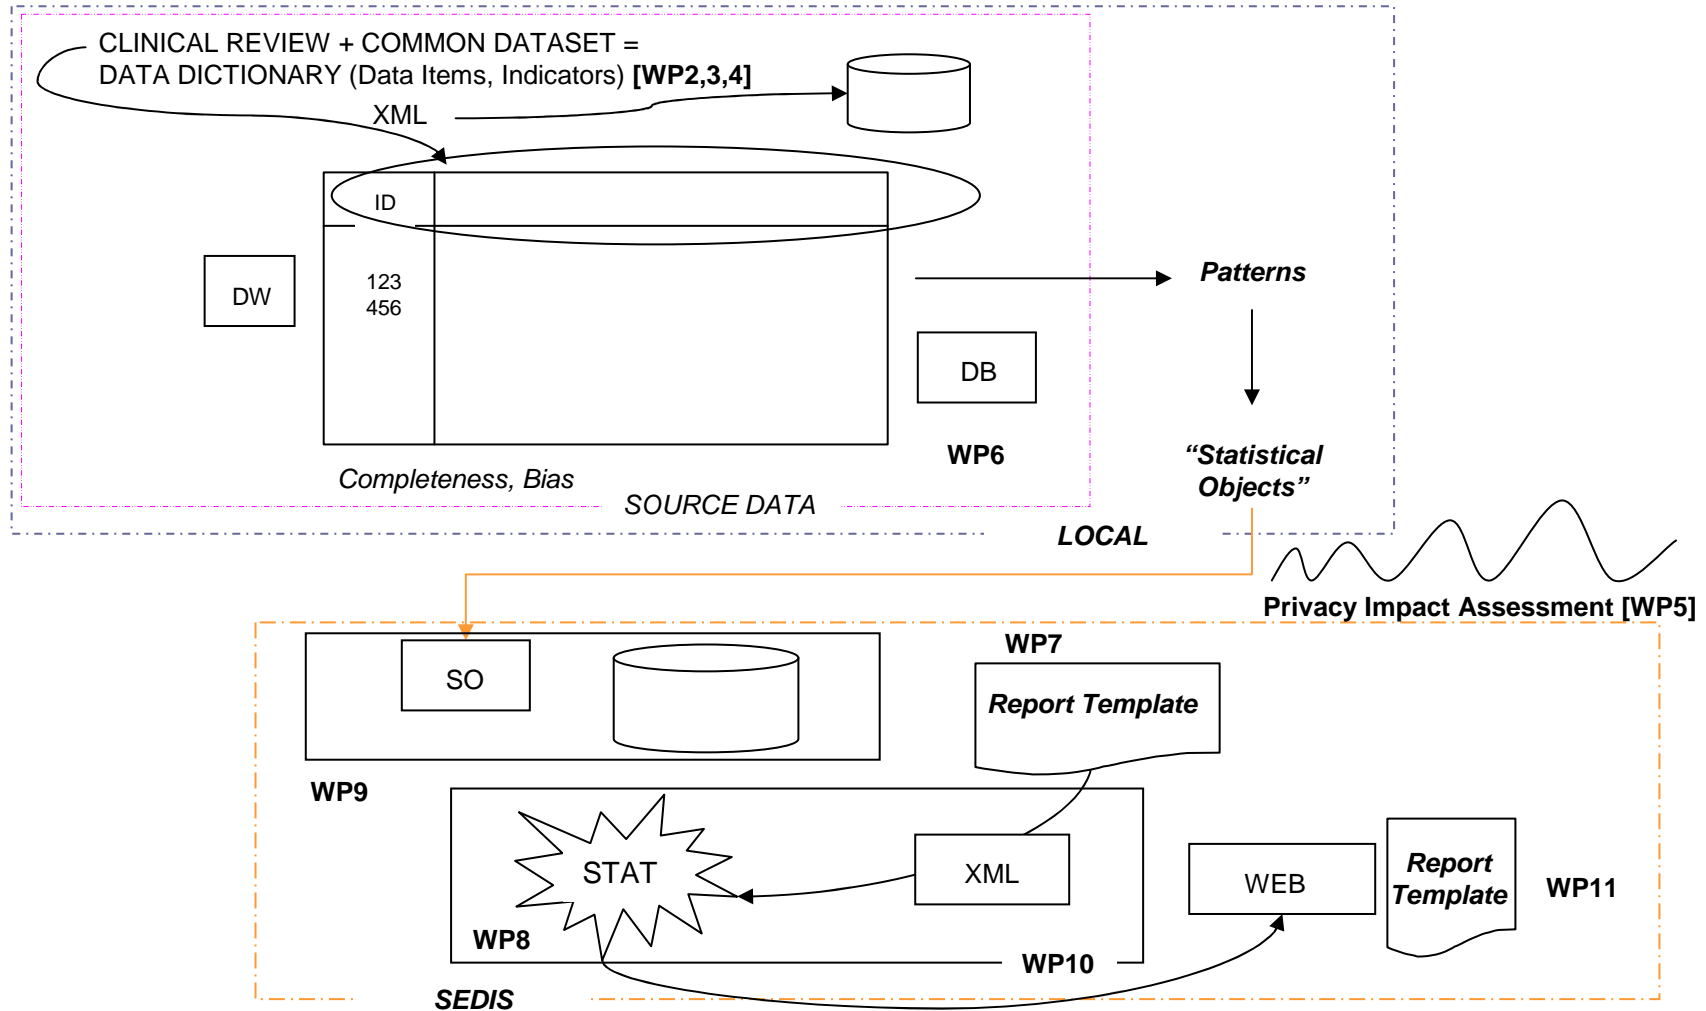 CLINICAL REVIEW + COMMON DATASET =
DATA DICTIONARY (Data Items, Indicators) [WP2,3,4]
XML
ID
DW
123
456
Patterns
DB
WP6
“Statistical
Objects”
Completeness, Bias
SOURCE DATA
LOCAL
Privacy Impact Assessment [WP5]
WP7
SO
Report Template
WP9
STAT
XML
WEB
Report
Template
WP11
WP8
WP10
SEDIS